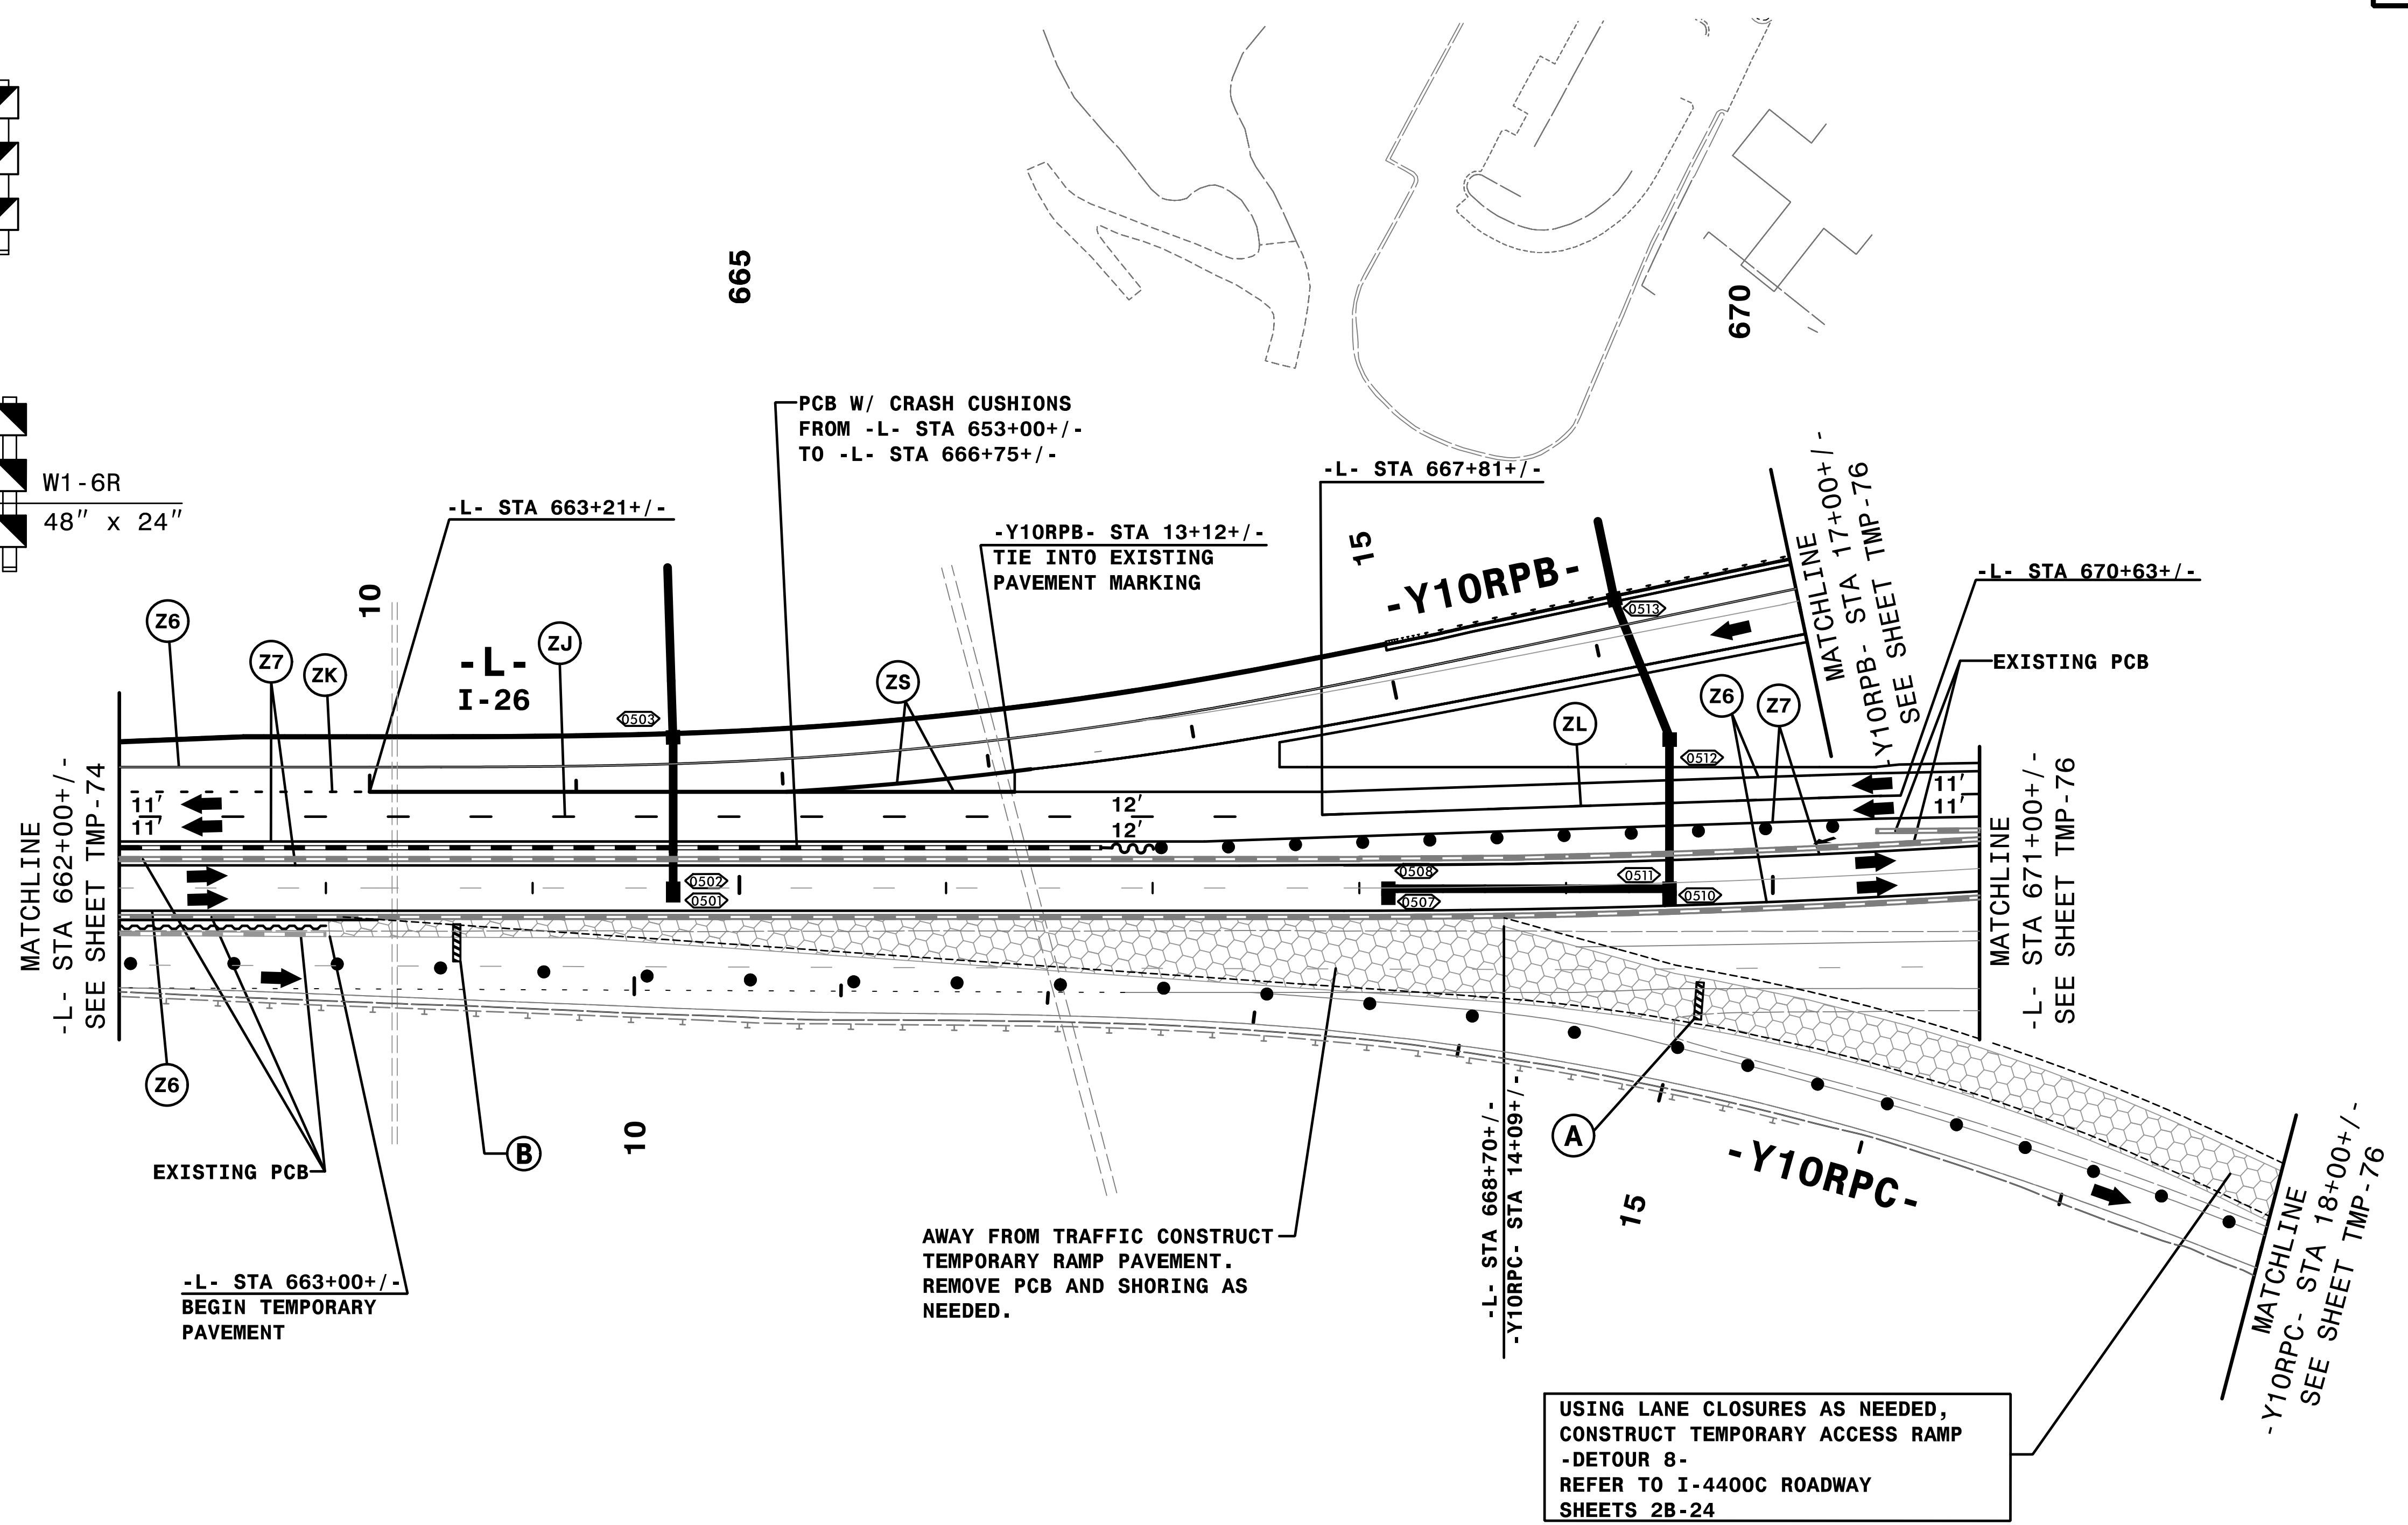 665
670
PCB W/ CRASH CUSHIONS
FROM -L- STA 653+00+/-
TO -L- STA 666+75+/-
W1-6R
48" x 24"
-L- STA 663+21+/-
-L- STA 667+81+/-
-Y10RPB- STA 13+12+/-
TIE INTO EXISTING
PAVEMENT MARKING
15
-Y10RPB-
MATCHLINE
-Y10RPB- STA 17+00+/-
SEE SHEET TMP-76
-L- STA 670+63+/-
EXISTING PCB
10
Z6
Z7
ZK
-L-
I-26
ZJ
ZS
0503
0513
ZL
Z6
Z7
0512
MATCHLINE
-L- STA 662+00+/-
SEE SHEET TMP-74
11'
11'
12'
12'
11'
11'
0502
0501
0508
0507
0511
0510
MATCHLINE
-L- STA 671+00+/-
SEE SHEET TMP-76
Z6
EXISTING PCB
B
10
-L- STA 663+00+/-
BEGIN TEMPORARY
PAVEMENT
AWAY FROM TRAFFIC CONSTRUCT
TEMPORARY RAMP PAVEMENT.
REMOVE PCB AND SHORING AS
NEEDED.
-L- STA 668+70+/-
-Y10RPC- STA 14+09+/-
A
15
-Y10RPC-
MATCHLINE
-Y10RPC- STA 18+00+/-
SEE SHEET TMP-76
USING LANE CLOSURES AS NEEDED,
CONSTRUCT TEMPORARY ACCESS RAMP
-DETOUR 8-
REFER TO I-4400C ROADWAY
SHEETS 2B-24